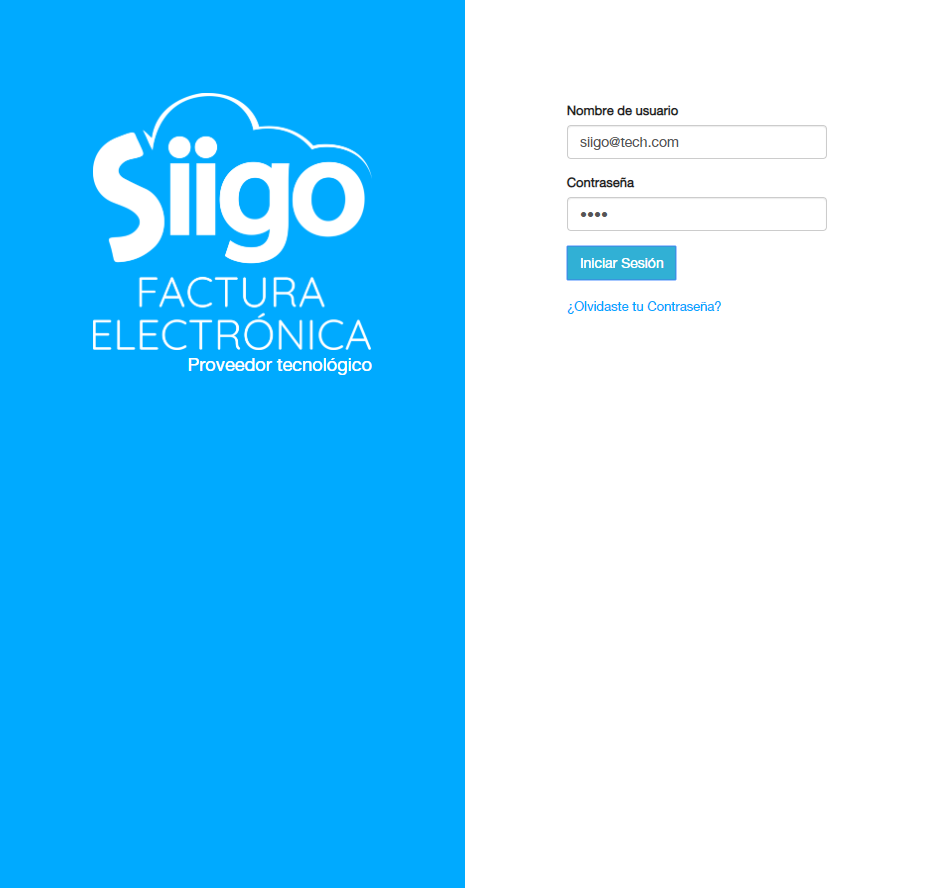 Siigo
FACTURA
ELECTRÓNICA
Proveedor tecnológico
Nombre de usuario
siigo@tech.com
Contraseña
••••
Iniciar Sesión
¿Olvidaste tu Contraseña?